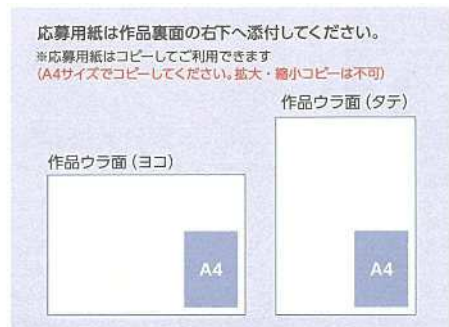 応募用紙は作品裏面の右下へ添付してください。
※応募用紙はコピーしてご利用できます
(A4サイズでコピーしてください。拡大・縮小コピーは不可)
作品ウラ面(タテ)
作品ウラ面(ヨコ)
A4
A4